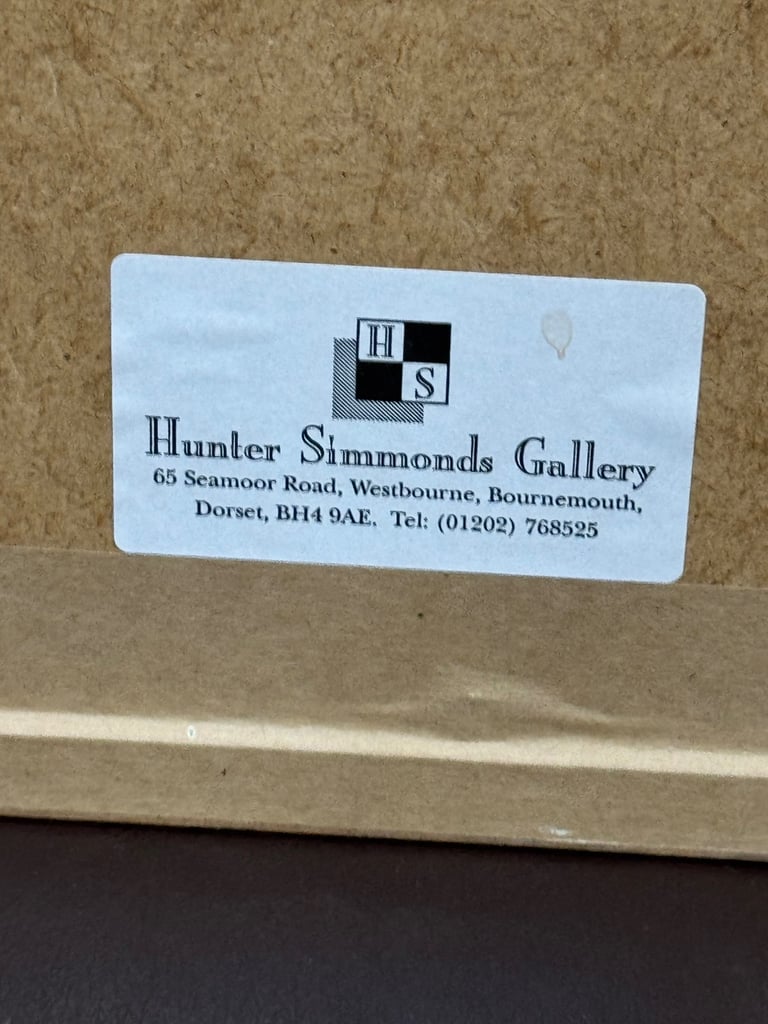 H
S
Hunter Simmonds Gallery
65 Seamoor Road, Westbourne, Bournemouth,
Dorset, BH4 9AE. Tel: (01202) 768525